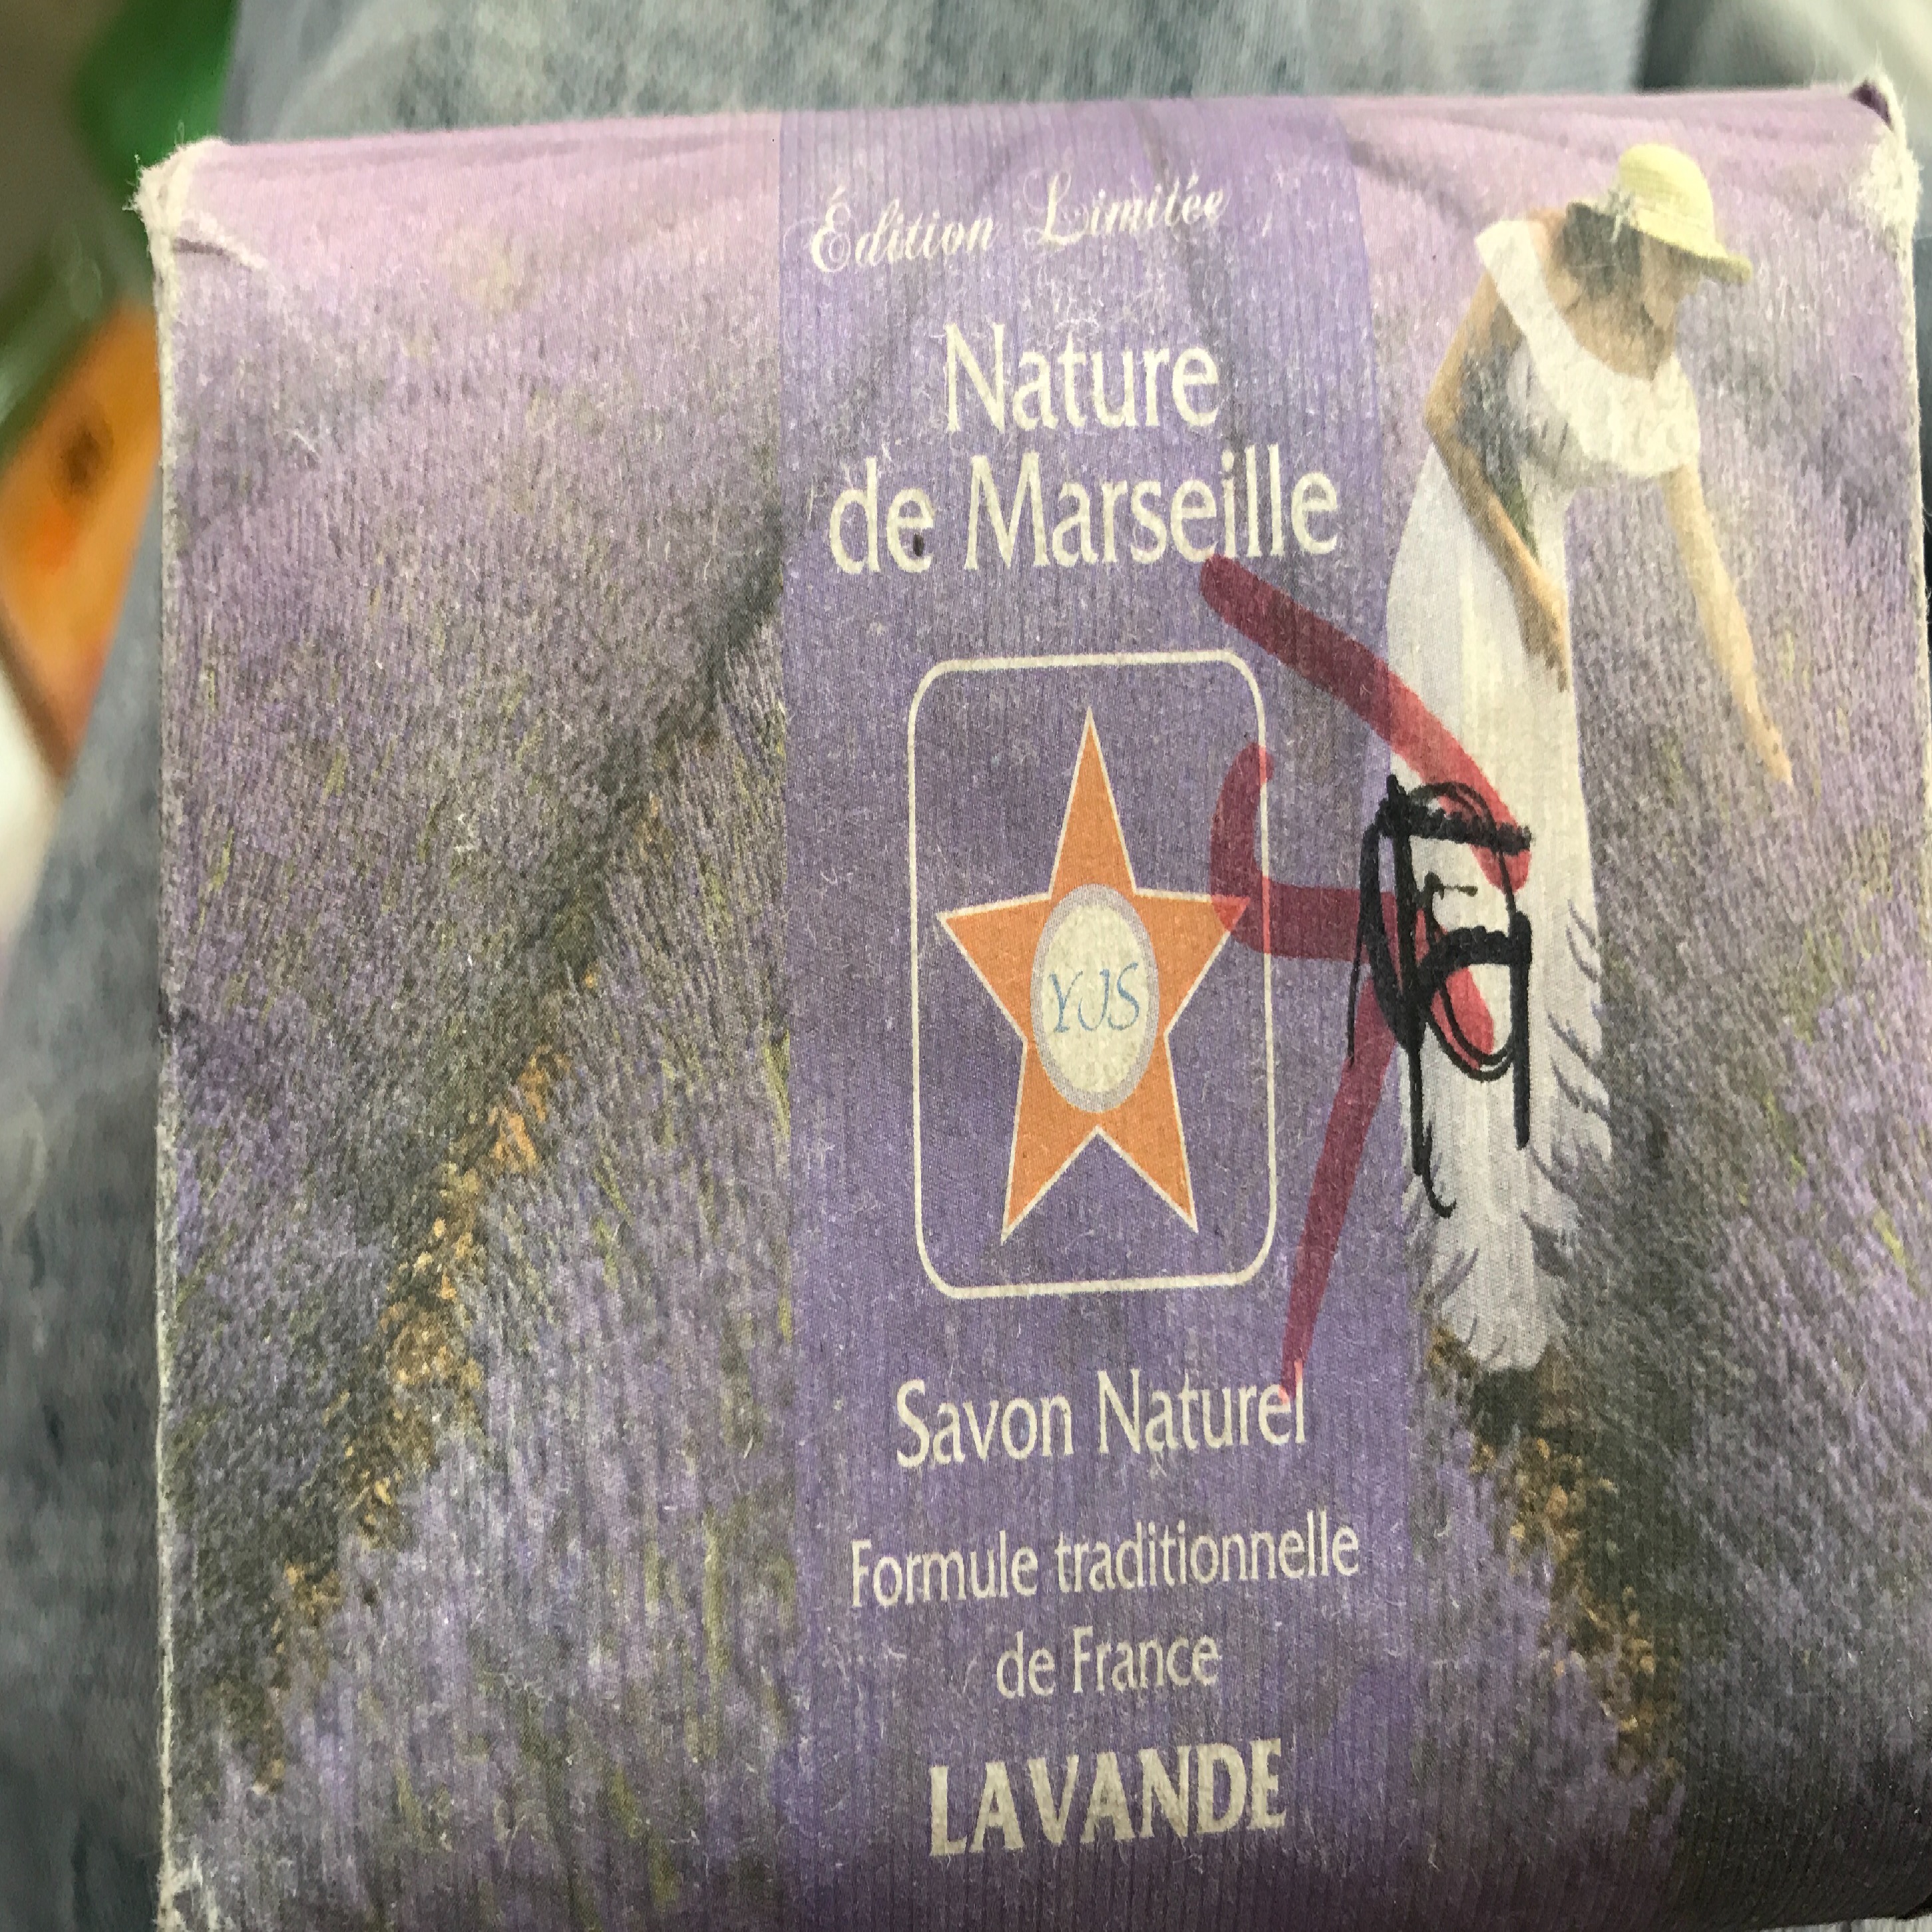 Édition Limitée
Nature
de Marseille
YJS
Savon Naturel
Formule traditionnelle
de France
LAVANDE